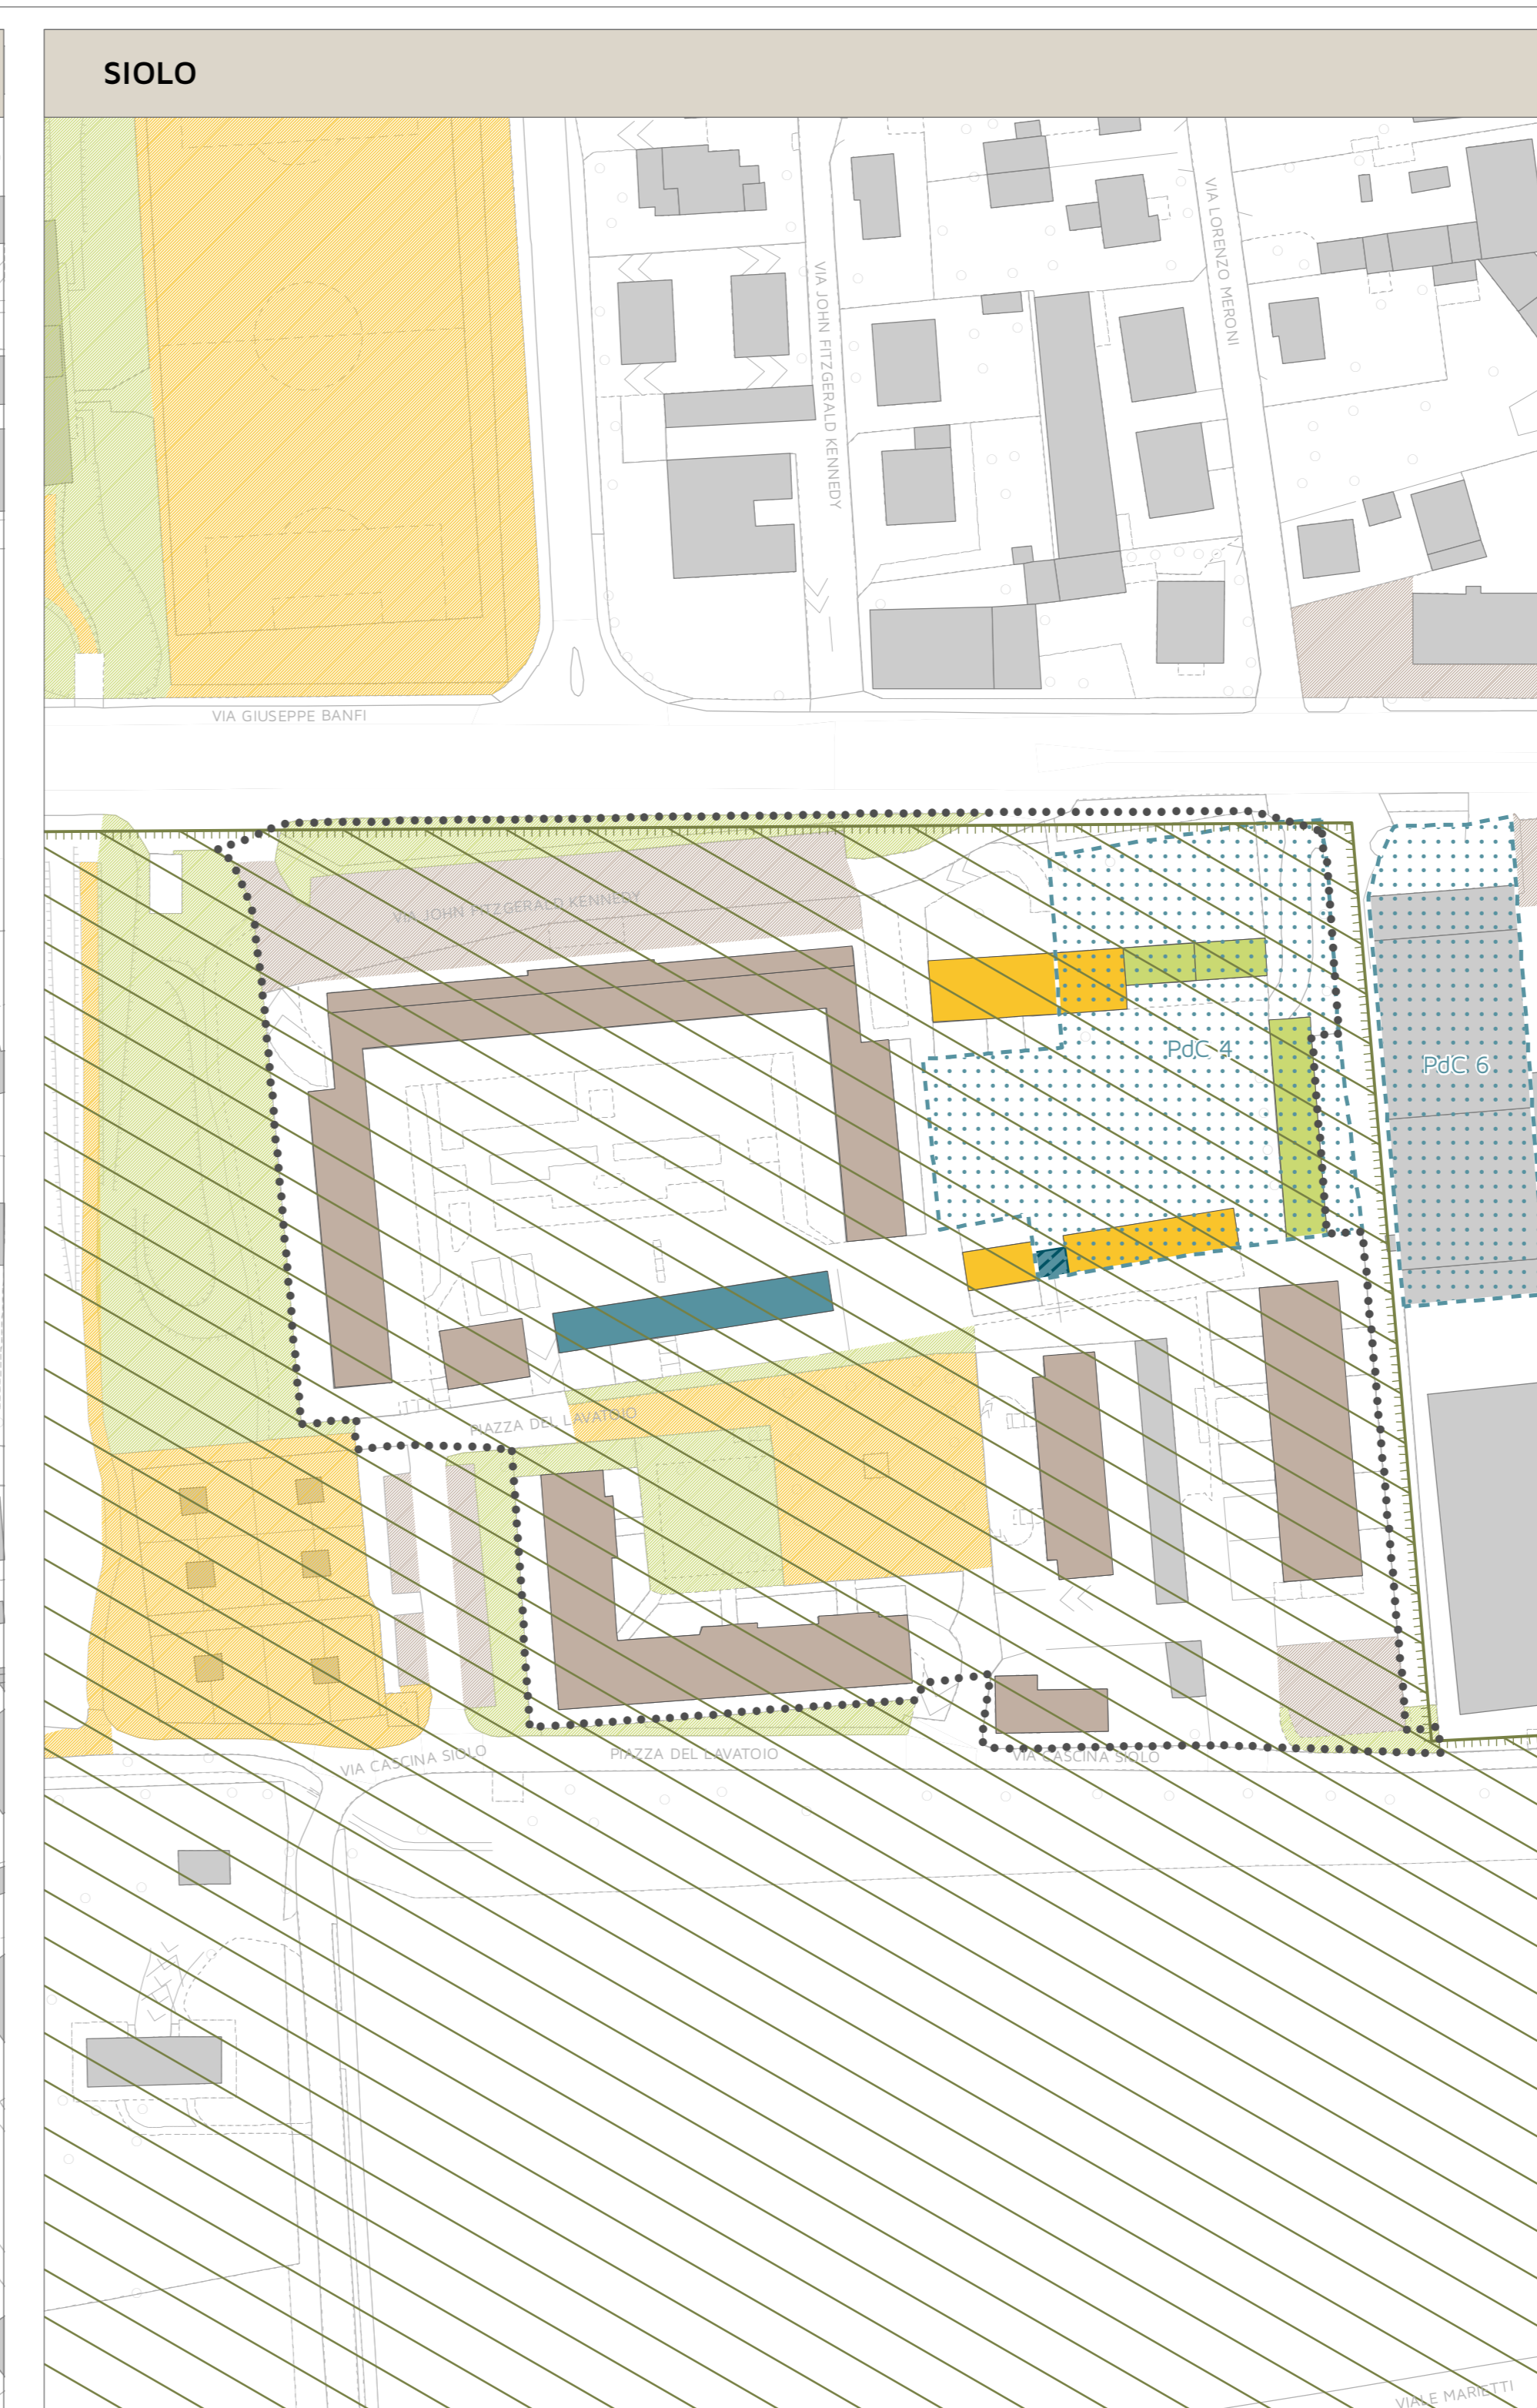 SIOLO
VIA LORENZO MERONI
VIA JOHN FITZGERALD KENNEDY
VIA GIUSEPPE BANFI
VIA JOHN FITZGERALD KENNEDY
PdC 4
PdC 6
PIAZZA DEL LAVATOIO
VIA CASCINA SIOLO
PIAZZA DEL LAVATOIO
VIA CASCINA SIOLO
VIALE MARIETTI